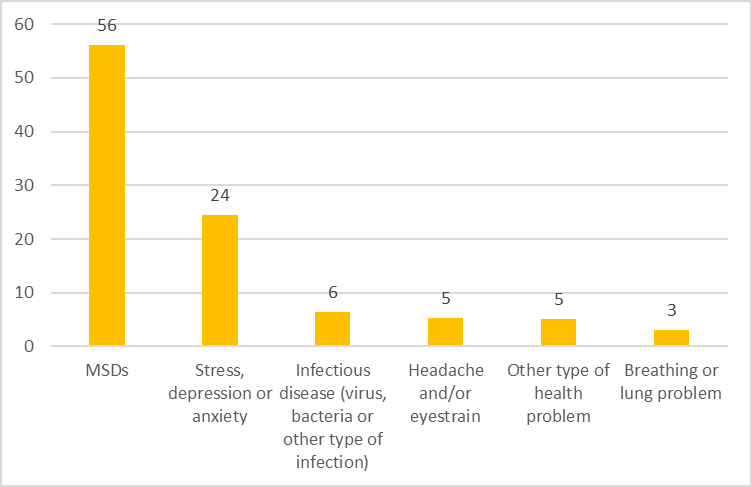 60
50
40
30
20
10
0
56
24
6
5
5
3
MSDs
Stress,
depression or
anxiety
Infectious
disease (virus,
bacteria or
other type of
infection)
Headache
and/or
eyestrain
Other type of
health
problem
Breathing or
lung problem